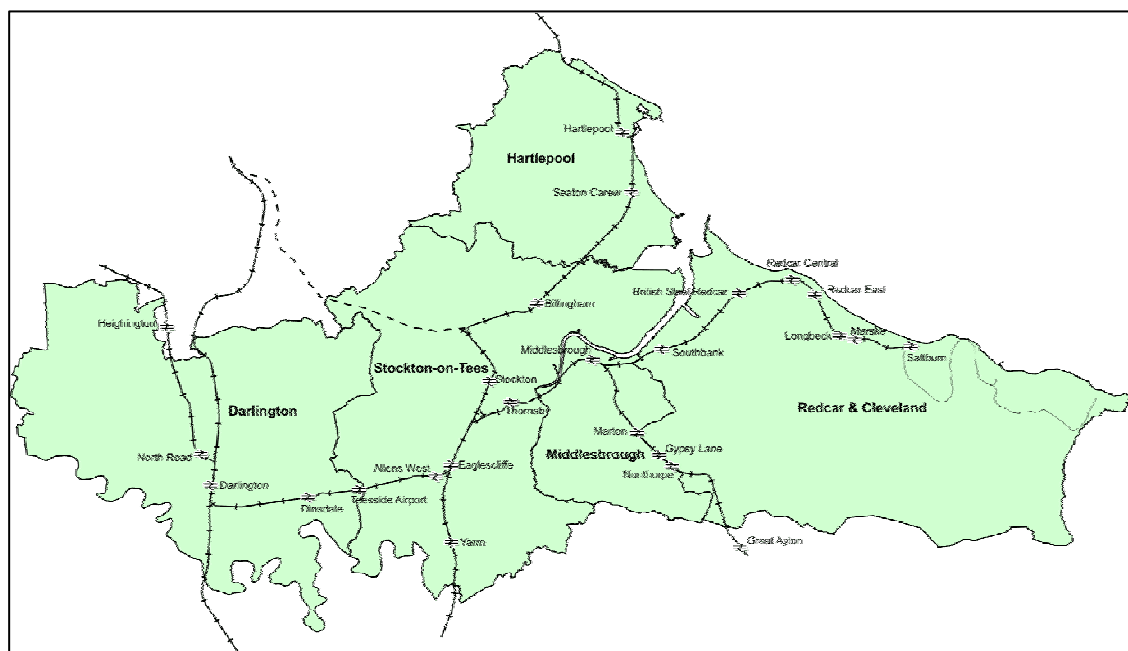 Hartlepool
Hartlepool
Seaton Carew
Redcar Central
British Steel Redcar
Redcar East
Billingham
Heighington
Longbeck
Marske
Middlesbrough
Southbank
Saltburn
Stockton-on-Tees
Stockton
Darlington
Thornaby
Redcar & Cleveland
Marton
North Road
Middlesbrough
Gypsy Lane
Allens West
Eaglescliffe
Nunthorpe
Darlington
Dinsdale
Teesside Airport
Yarm
Great Ayton